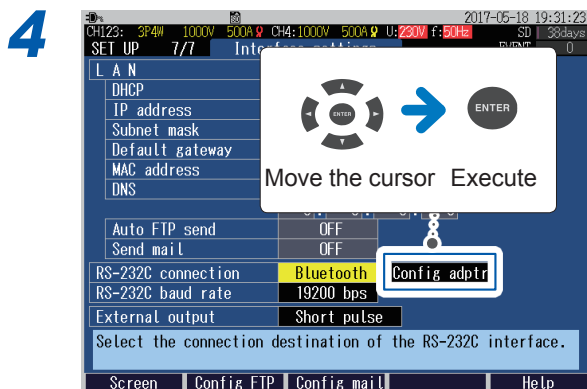 4
2017-05-18 19:31:23
CH123: 3P4W 1000V 500A CH4:1000V 500A U:230V f:50Hz SD 38days
SET UP 7/7 Interface settings EVENT 0
LAN
DHCP
IP address
Subnet mask
Default gateway
MAC address
DNS
ENTER ENTER
Move the cursor Execute
Auto FTP send OFF
Send mail OFF
RS-232C connection Bluetooth Config adptr
RS-232C baud rate 19200 bps
External output Short pulse
Select the connection destination of the RS-232C interface.
Screen Config FTP Config mail Help